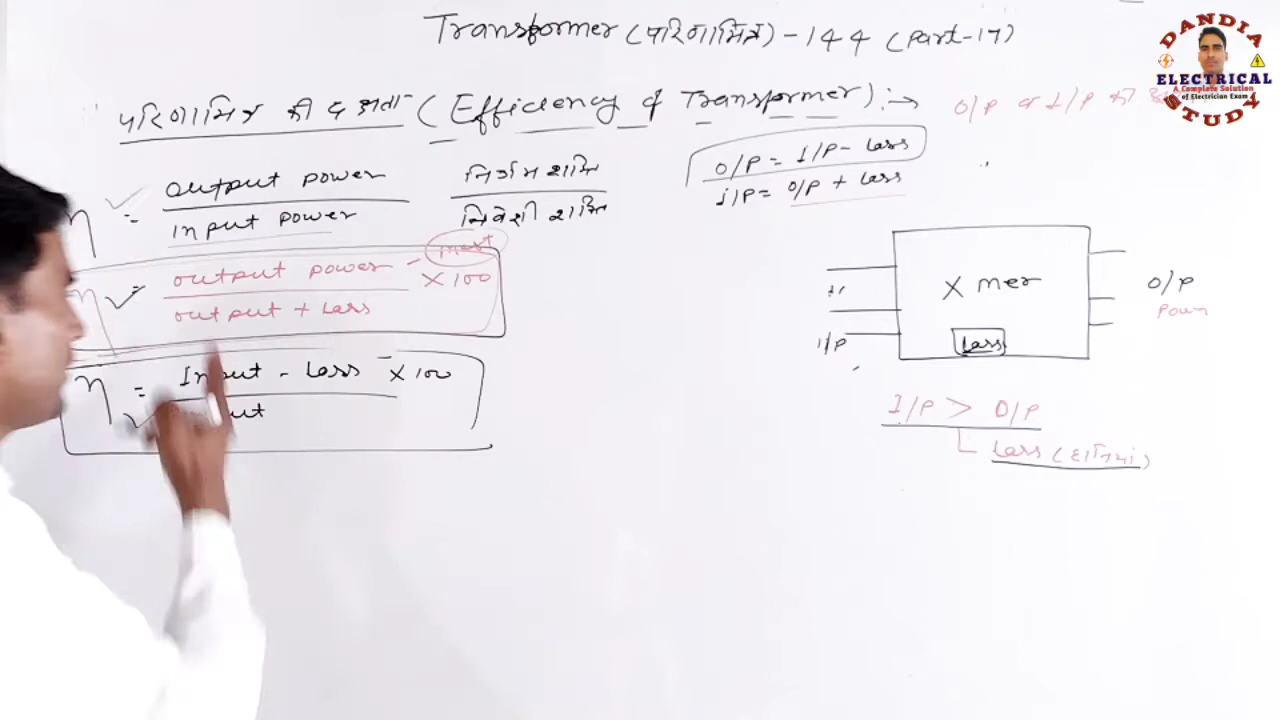 Transformer (परिणामित्र) - 144 (Part-17)
DANDIA
ELECTRICAL
A Complete Solution
of Electrician Exam
STUDY
परिणामित्र की दक्षता (Efficiency of Transformer) :→ O/P व I/P की
η = output power / Input power निर्गत शक्ति / निवेशी शक्ति
O/P = I/P - Loss
I/P = O/P + Loss
η = output power / output + Loss × 100
η = Input - Loss / × 100
X mer
Loss
I/P
O/P
Power
I/P > O/P
Loss (हानियां)